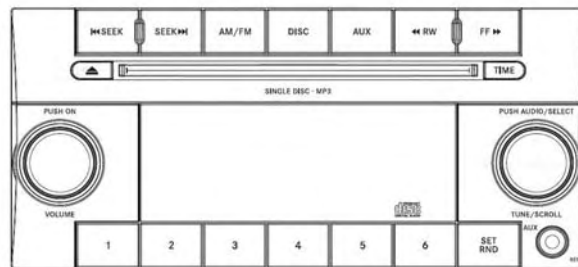 ⏮SEEK SEEK⏭ AM/FM DISC AUX ◀◀ RW FF ▶▶
TIME
SINGLE DISC · MP3
PUSH ON PUSH AUDIO/SELECT
VOLUME TUNE/SCROLL
AUX
1 2 3 4 5 6 SET
RND